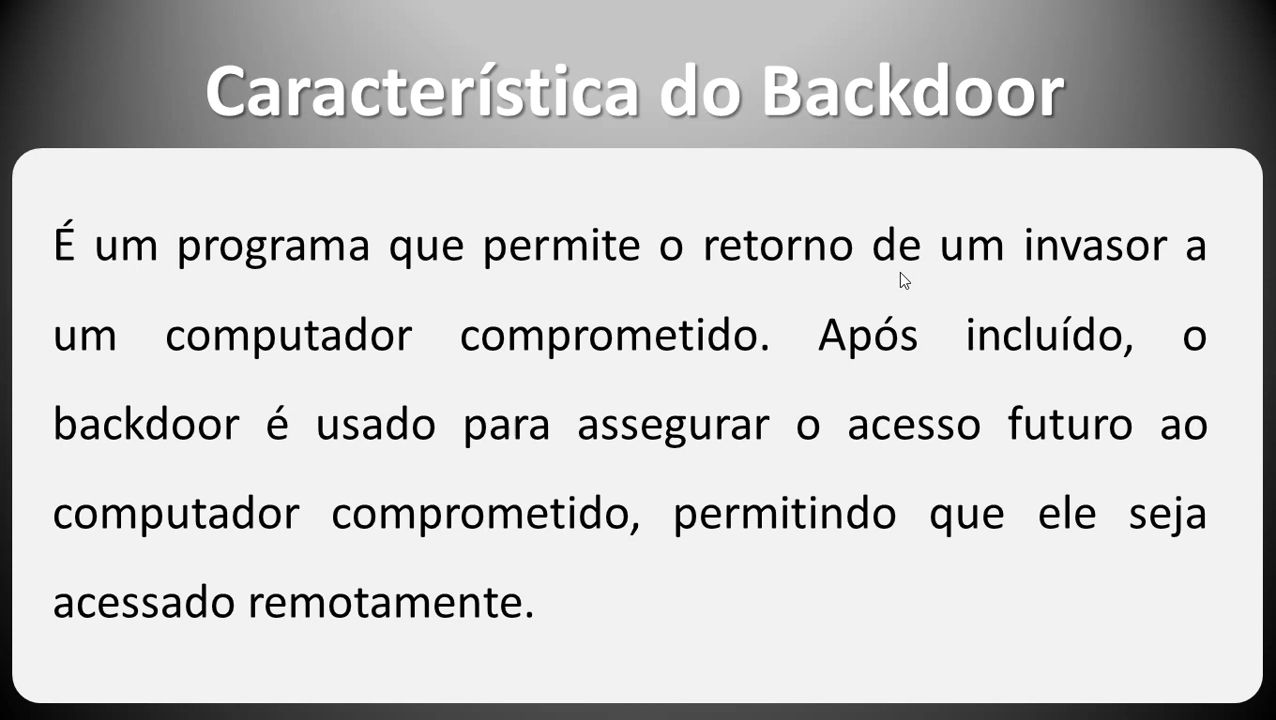 Característica do Backdoor
É um programa que permite o retorno de um invasor a
um computador comprometido. Após incluído, o
backdoor é usado para assegurar o acesso futuro ao
computador comprometido, permitindo que ele seja
acessado remotamente.